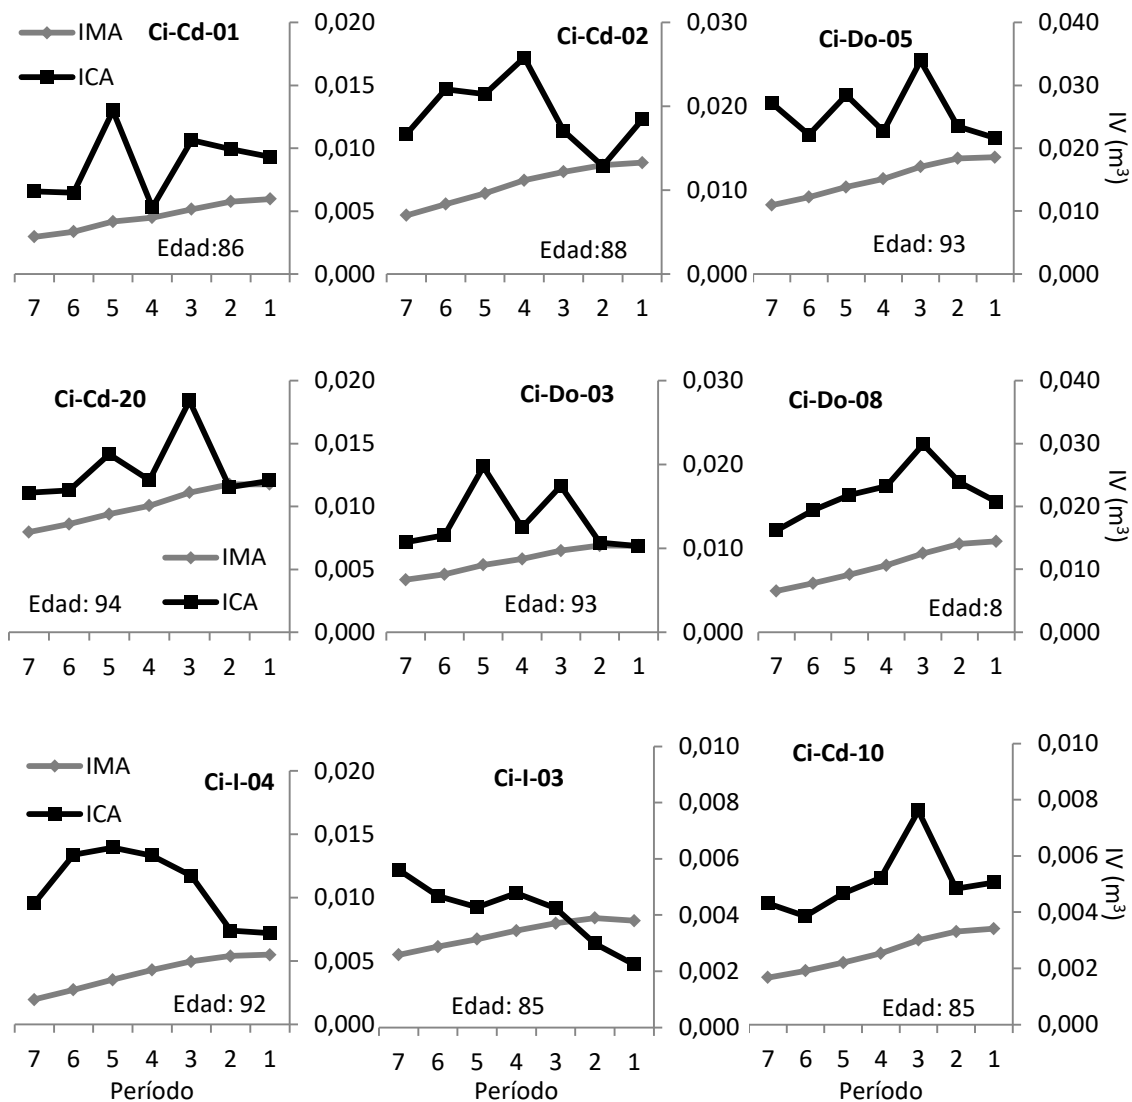 IMA
ICA
Ci-Cd-01
Edad:86
0,020
0,015
0,010
0,005
0,000
7 6 5 4 3 2 1
Ci-Cd-02
Edad:88
0,030
0,020
0,010
0,000
7 6 5 4 3 2 1
Ci-Do-05
Edad: 93
0,040
0,030
0,020
0,010
0,000
IV (m³)
7 6 5 4 3 2 1
Ci-Cd-20
IMA
ICA
Edad: 94
0,020
0,015
0,010
0,005
0,000
7 6 5 4 3 2 1
Ci-Do-03
Edad: 93
0,030
0,020
0,010
0,000
7 6 5 4 3 2 1
Ci-Do-08
Edad:8
0,040
0,030
0,020
0,010
0,000
IV (m³)
7 6 5 4 3 2 1
IMA
ICA
Ci-I-04
Edad: 92
0,020
0,015
0,010
0,005
0,000
7 6 5 4 3 2 1
Período
Ci-I-03
Edad: 85
0,010
0,008
0,006
0,004
0,002
0,000
7 6 5 4 3 2 1
Período
Ci-Cd-10
Edad: 85
0,010
0,008
0,006
0,004
0,002
0,000
IV (m³)
7 6 5 4 3 2 1
Período